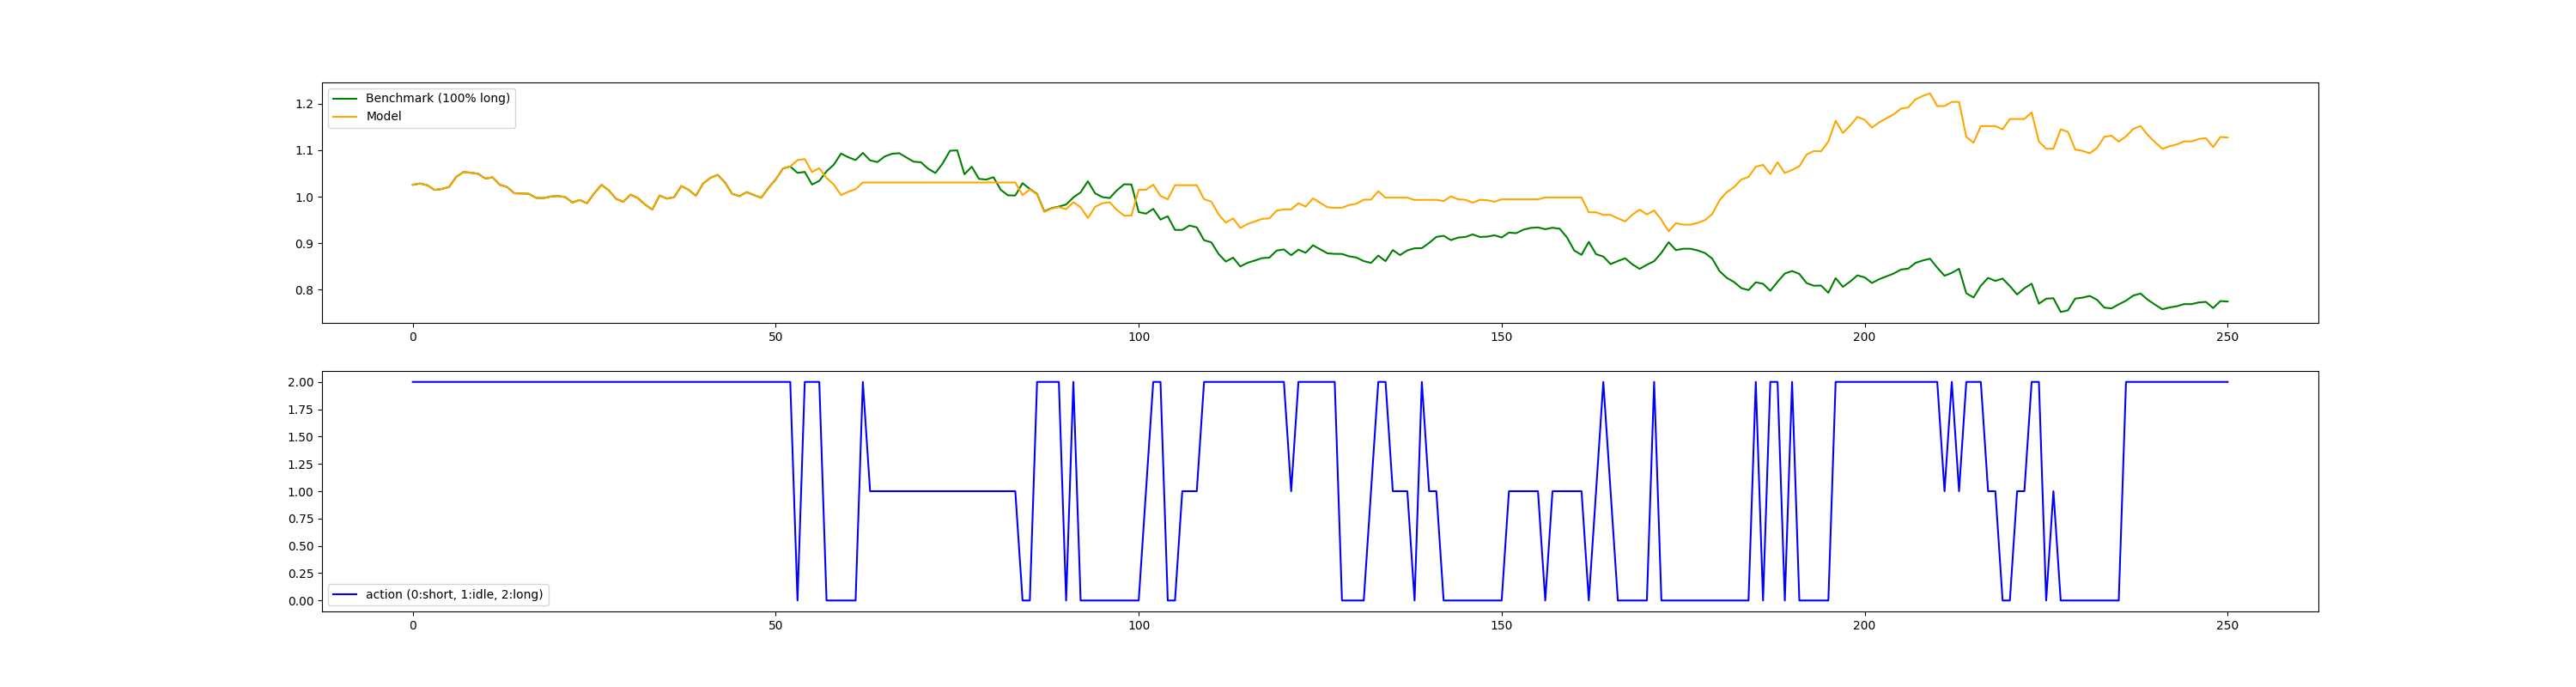 1.2
1.1
1.0
0.9
0.8
Benchmark (100% long)
Model
0 50 100 150 200 250
2.00
1.75
1.50
1.25
1.00
0.75
0.50
0.25
0.00
action (0:short, 1:idle, 2:long)
0 50 100 150 200 250